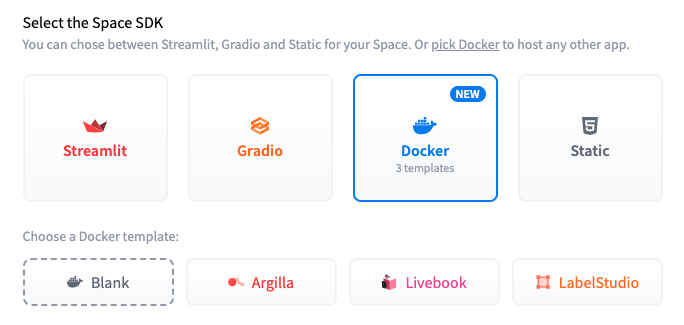 Select the Space SDK
You can chose between Streamlit, Gradio and Static for your Space. Or pick Docker to host any other app.
NEW
Streamlit
Gradio
Docker
Static
3 templates
Choose a Docker template:
Blank
Argilla
Livebook
LabelStudio